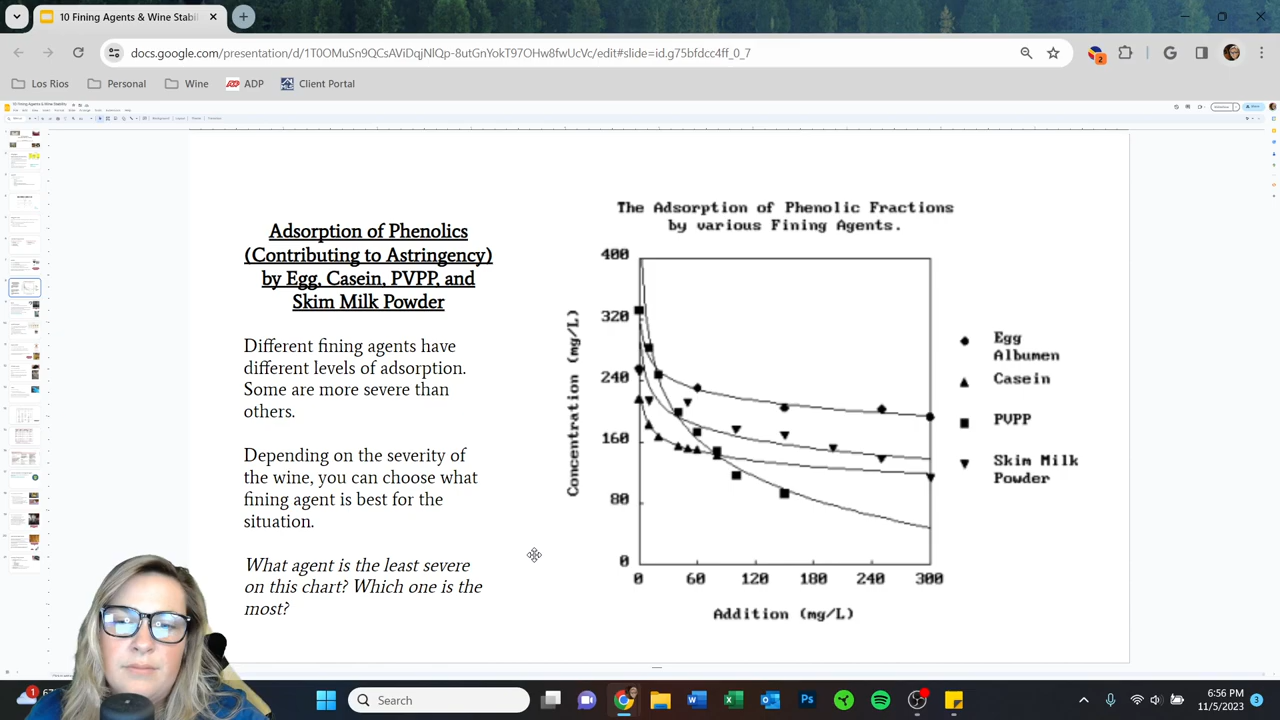 10 Fining Agents & Wine Stabili
docs.google.com/presentation/d/1T0OMuSn9QCsAViDqjNlQp-8utGnYokT97OHw8fwUcVc/edit#slide=id.g75bfdcc4ff_0_7
Los Rios
Personal
Wine
ADP
Client Portal
10 Fining Agents & Wine Stability
Adsorption of Phenolics
(Contributing to Astringency)
by Egg, Casein, PVPP and
Skim Milk Powder
Different fining agents have
different levels of adsorption.
Some are more severe than
others.
Depending on the severity of
the wine, you can choose what
fining agent is best for the
situation.
What agent is the least severe
on this chart? Which one is the
most?
The Adsorption of Phenolic Fractions
by various Fining Agents.
Concentration (mg/L)
400
320
240
160
80
0
0 60 120 180 240 300
Addition (mg/L)
Egg
Albumen
Casein
PVPP
Skim Milk
Powder
Search
6:56 PM
11/5/2023